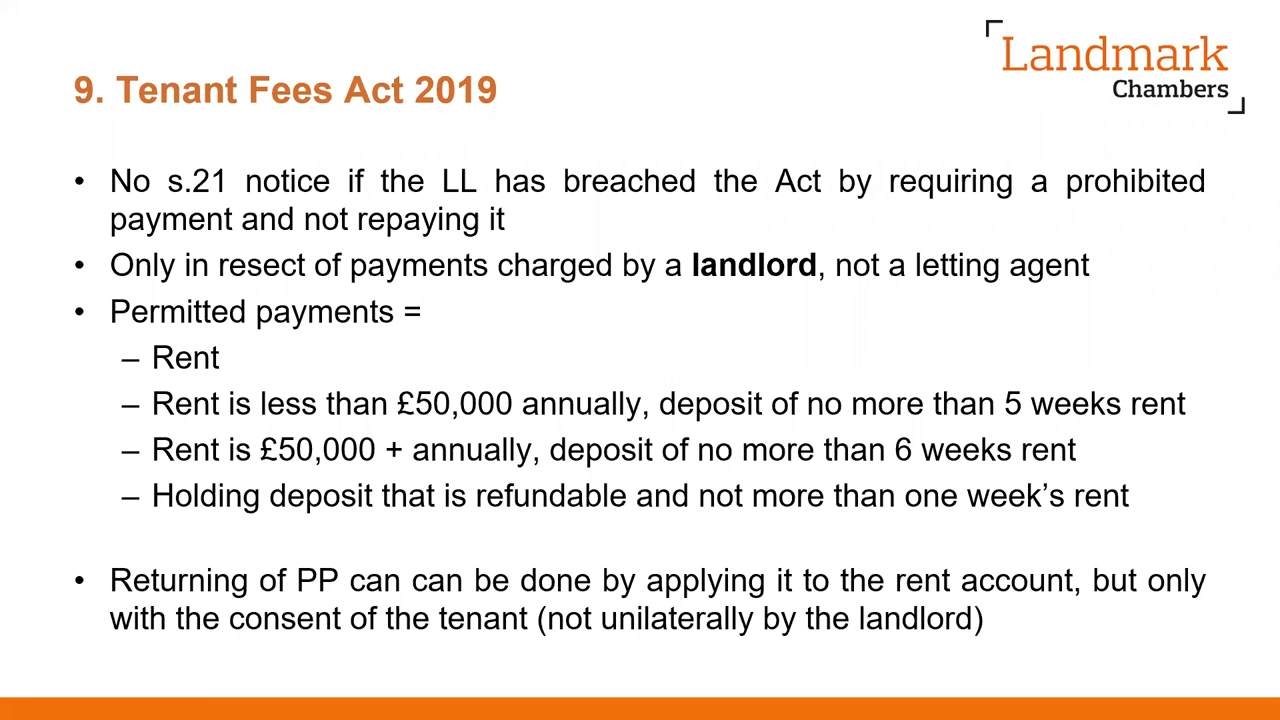 Landmark
Chambers
9. Tenant Fees Act 2019
• No s.21 notice if the LL has breached the Act by requiring a prohibited
payment and not repaying it
• Only in resect of payments charged by a landlord, not a letting agent
• Permitted payments =
– Rent
– Rent is less than £50,000 annually, deposit of no more than 5 weeks rent
– Rent is £50,000 + annually, deposit of no more than 6 weeks rent
– Holding deposit that is refundable and not more than one week’s rent
• Returning of PP can can be done by applying it to the rent account, but only
with the consent of the tenant (not unilaterally by the landlord)